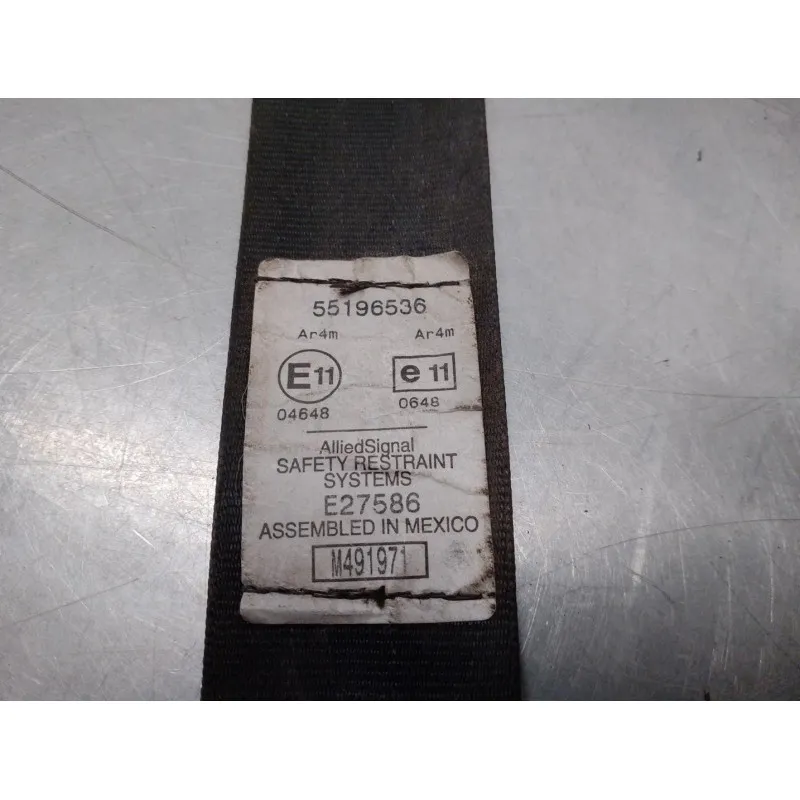 55196536
Ar4m Ar4m
E11 e11
04648 0648
AlliedSignal
SAFETY RESTRAINT
SYSTEMS
E27586
ASSEMBLED IN MEXICO
M491971